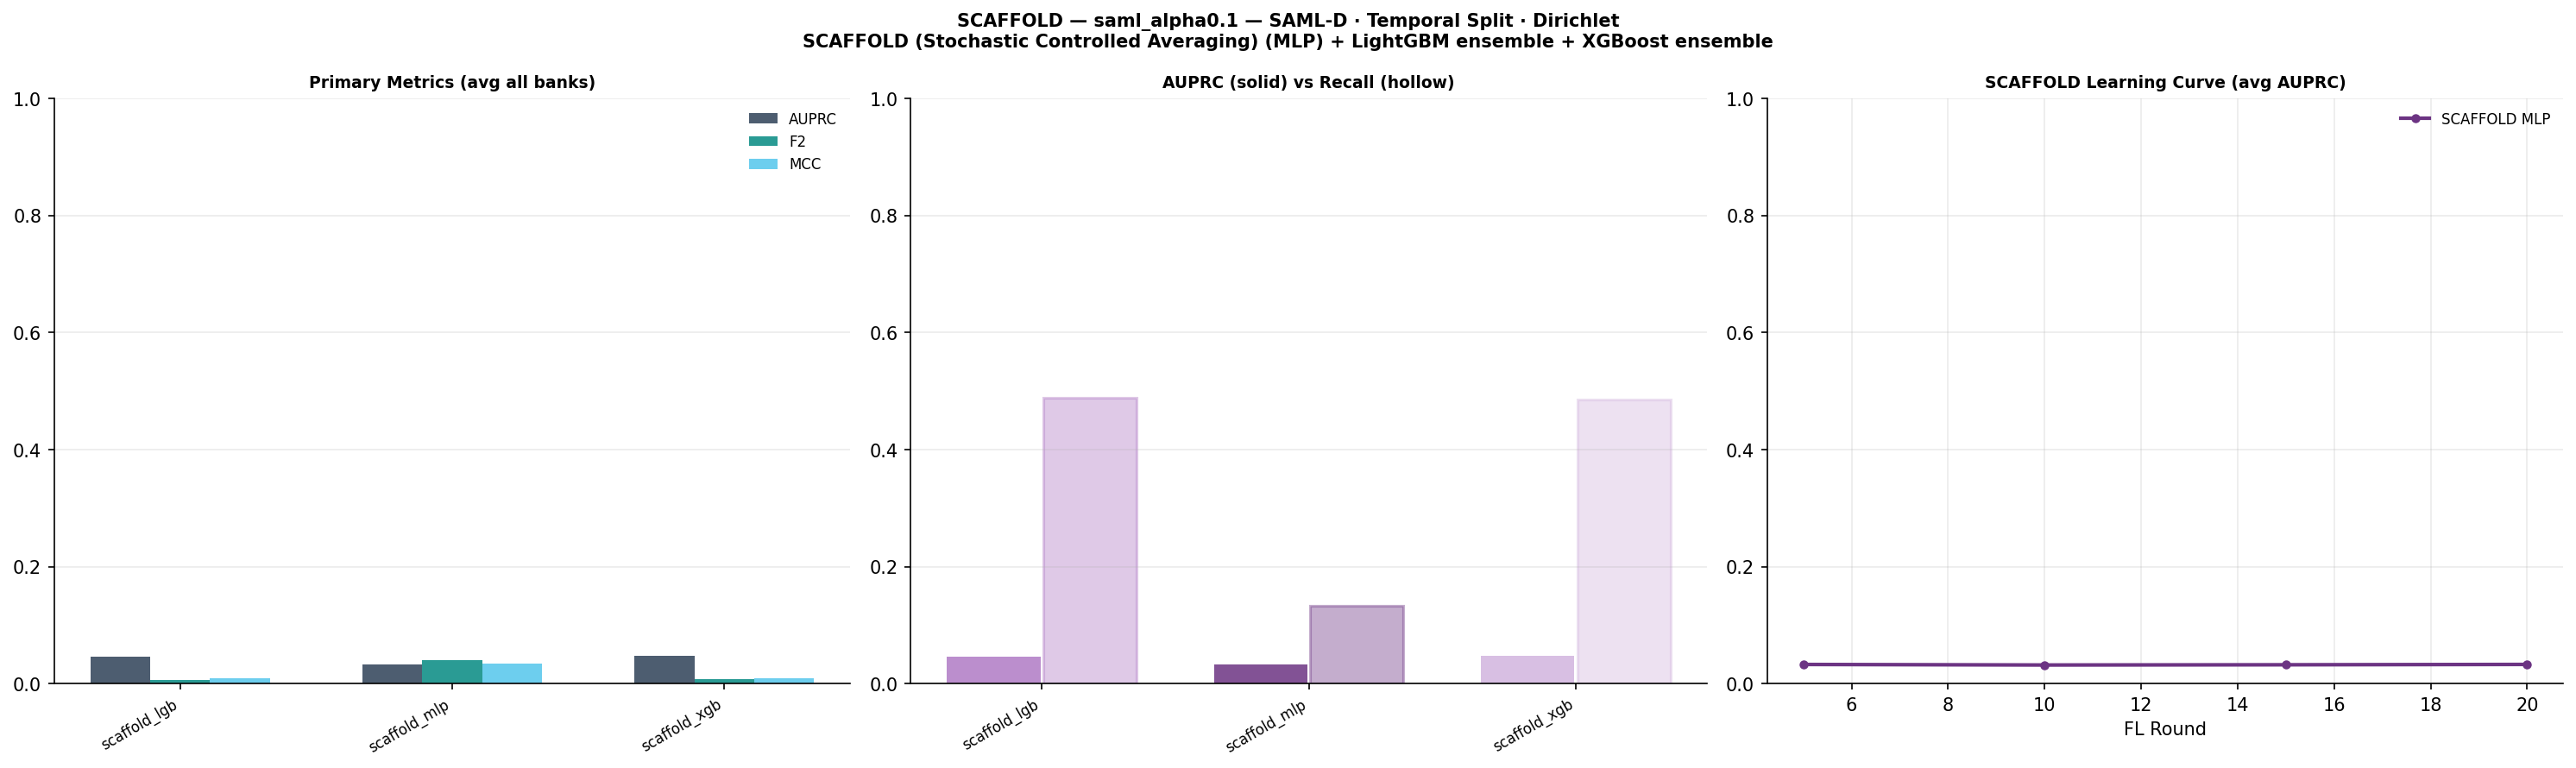 SCAFFOLD — saml_alpha0.1 — SAML-D · Temporal Split · Dirichlet
SCAFFOLD (Stochastic Controlled Averaging) (MLP) + LightGBM ensemble + XGBoost ensemble
Primary Metrics (avg all banks)
1.0
0.8
0.6
0.4
0.2
0.0
AUPRC
F2
MCC
scaffold_lgb
scaffold_mlp
scaffold_xgb
AUPRC (solid) vs Recall (hollow)
1.0
0.8
0.6
0.4
0.2
0.0
scaffold_lgb
scaffold_mlp
scaffold_xgb
SCAFFOLD Learning Curve (avg AUPRC)
1.0
0.8
0.6
0.4
0.2
0.0
SCAFFOLD MLP
6 8 10 12 14 16 18 20
FL Round